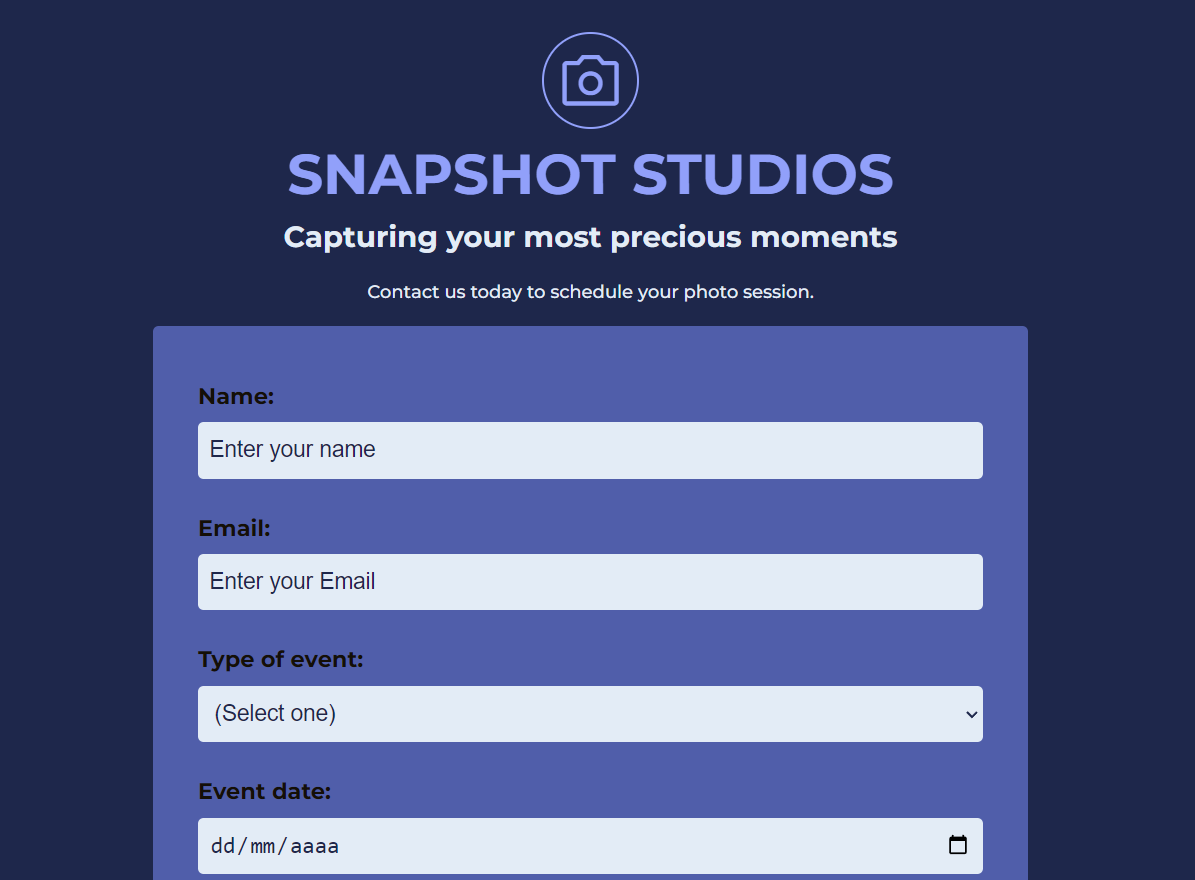 SNAPSHOT STUDIOS
Capturing your most precious moments
Contact us today to schedule your photo session.
Name:
Enter your name
Email:
Enter your Email
Type of event:
(Select one)
Event date:
dd/mm/aaaa